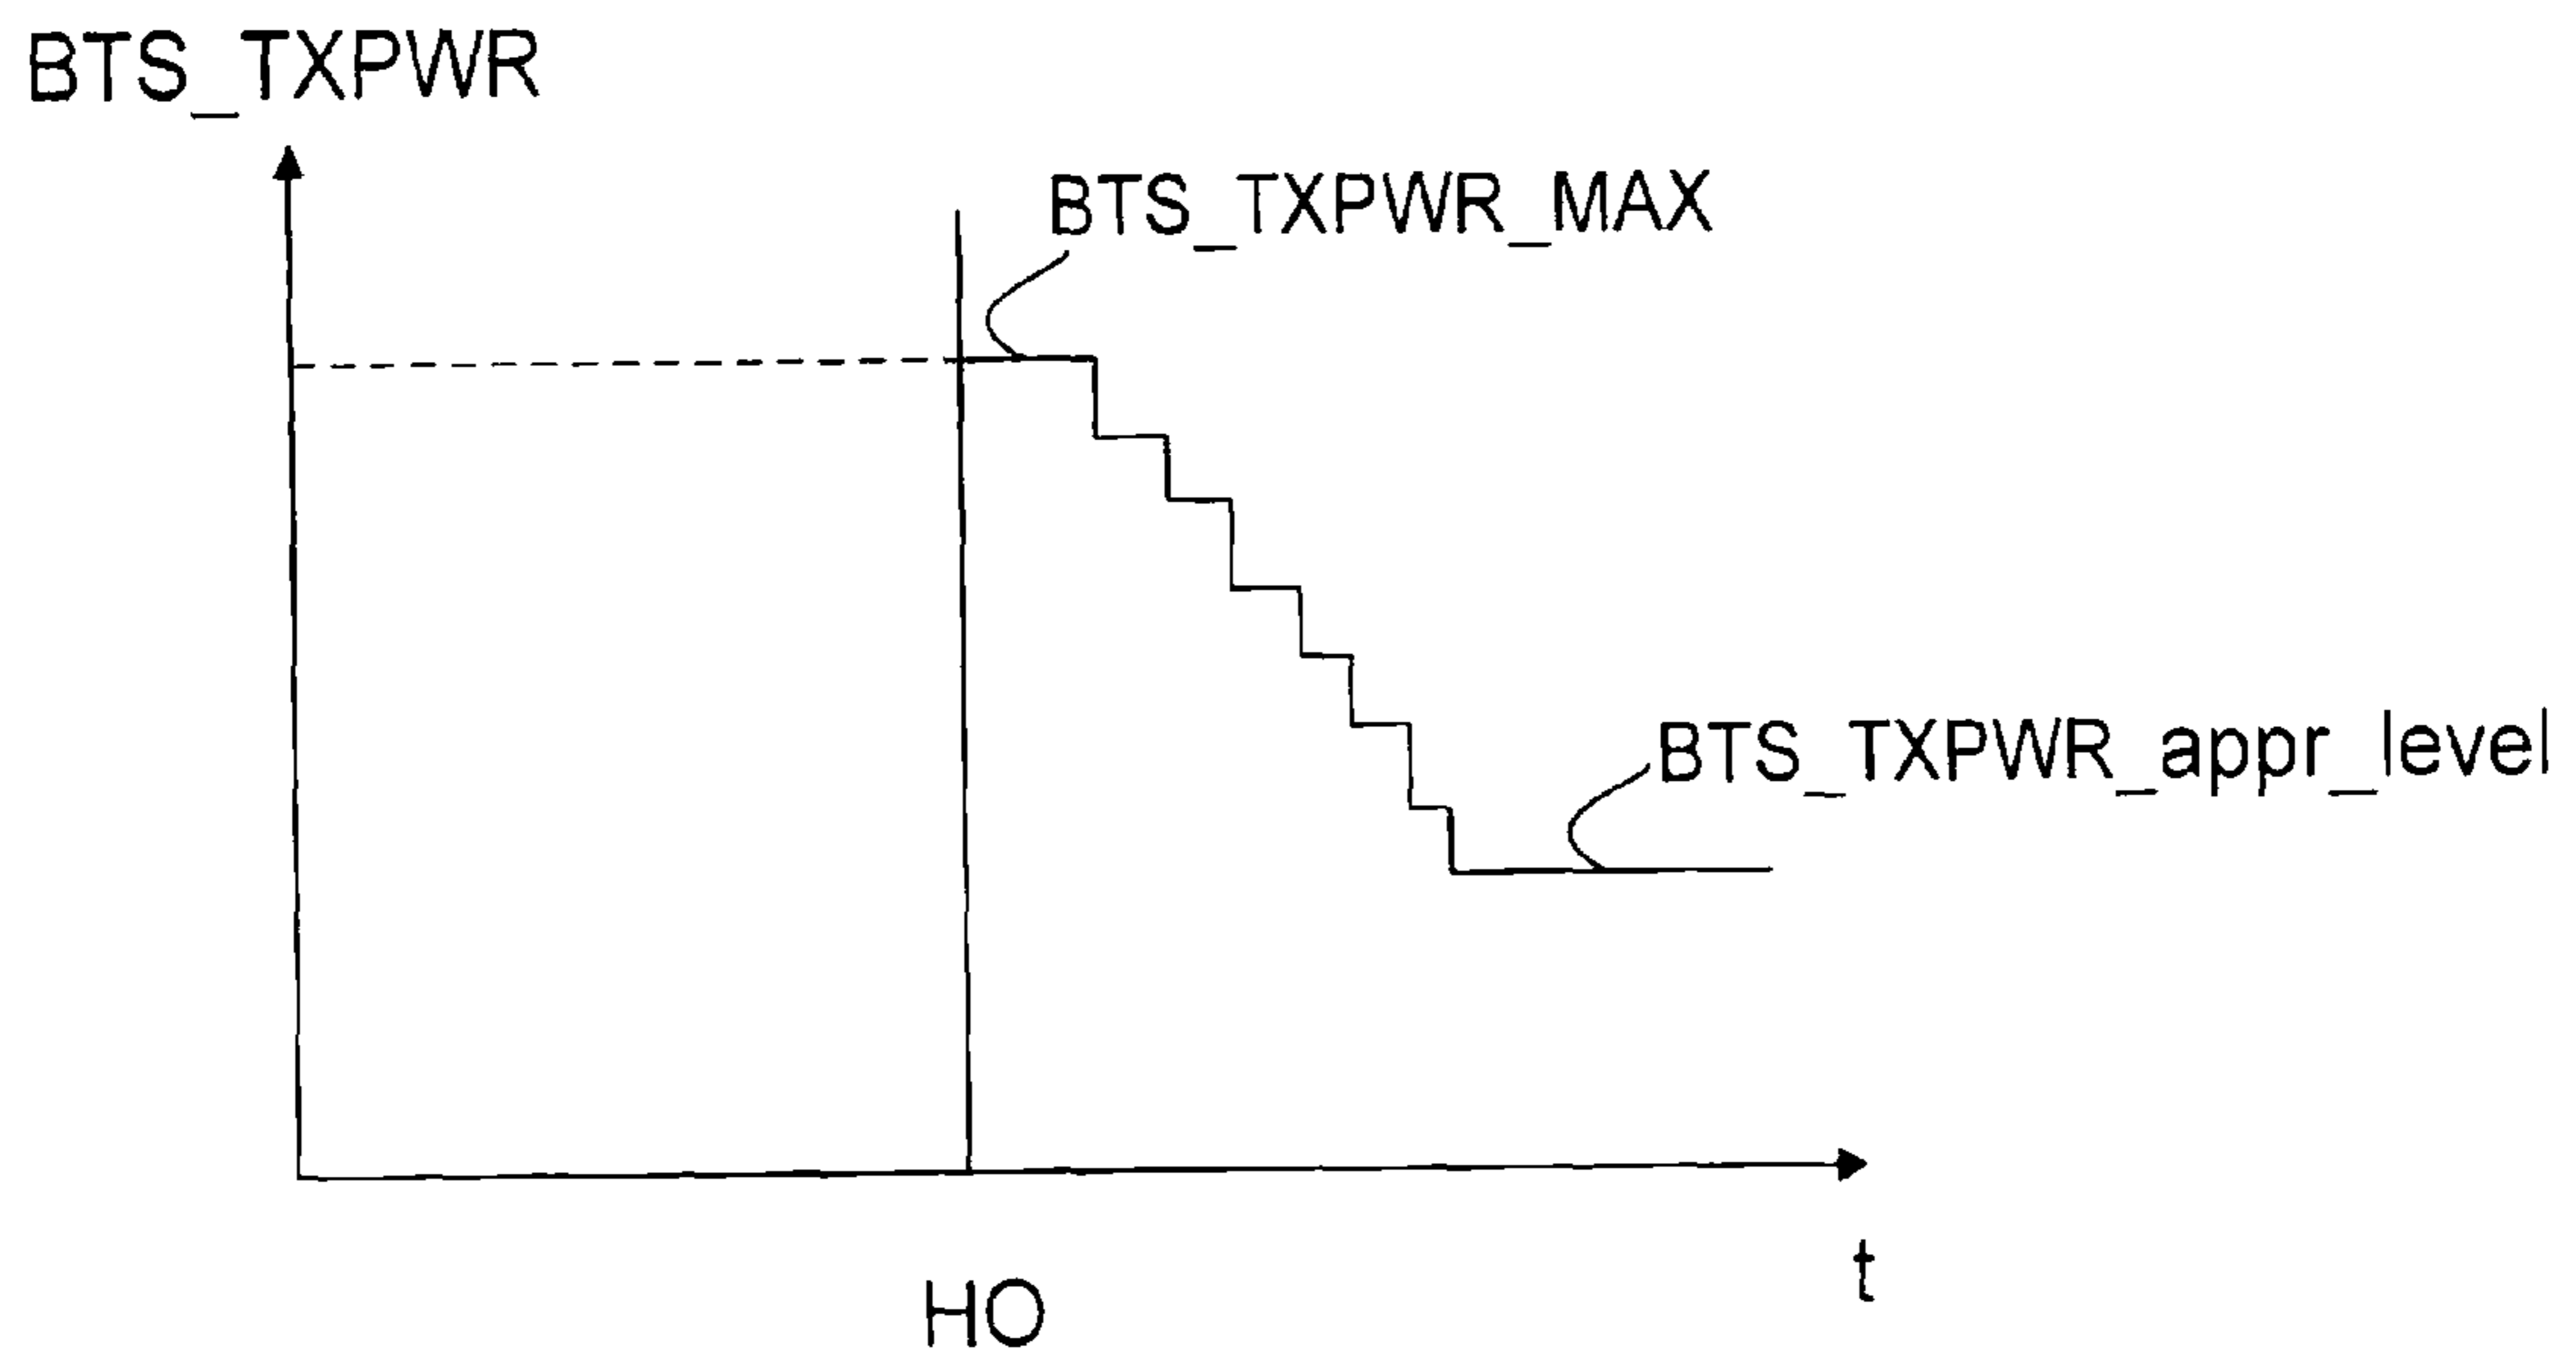 BTS_TXPWR
BTS_TXPWR_MAX
BTS_TXPWR_appr_level
t
HO